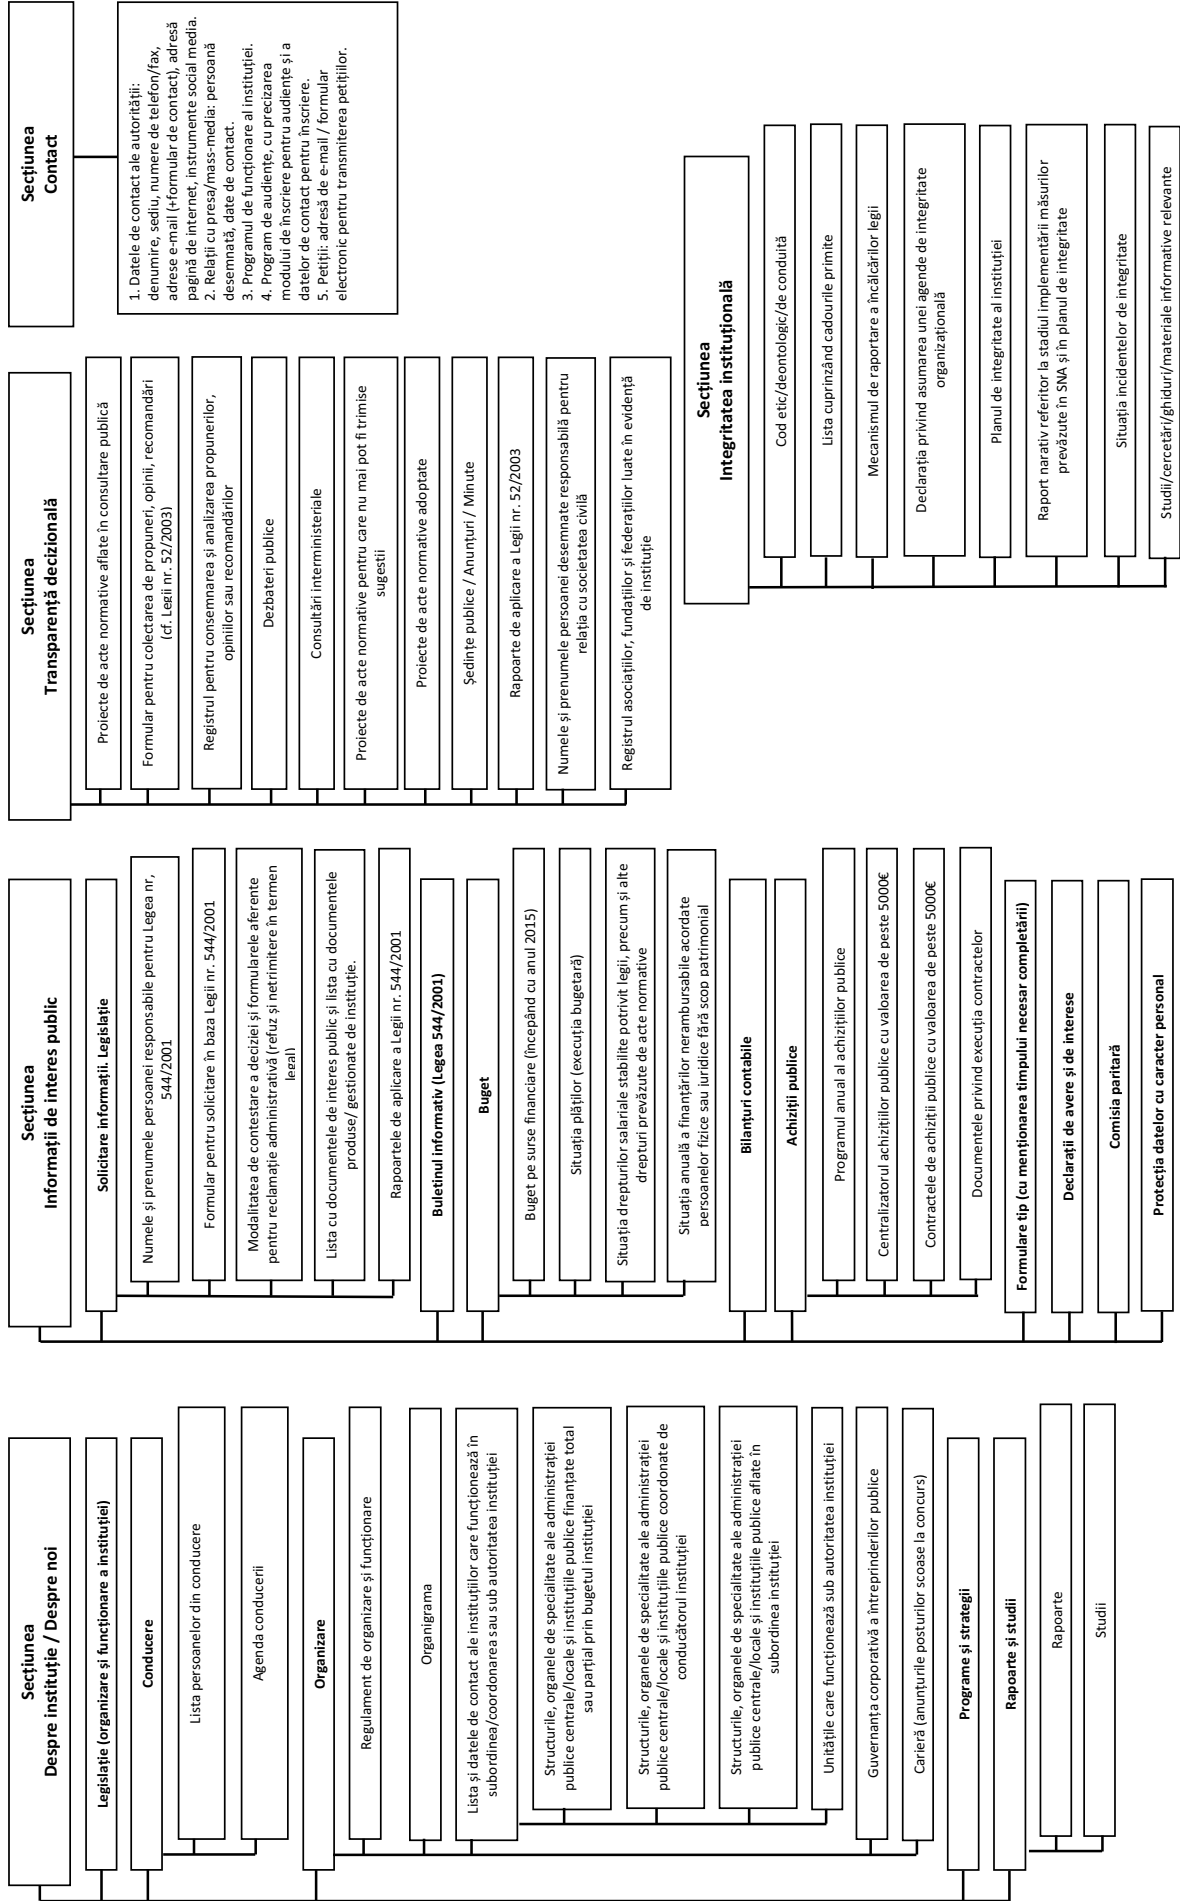 Secțiunea
Despre instituție / Despre noi
Legislație (organizare și funcționare a instituției)
Conducere
Lista persoanelor din conducere
Agenda conducerii
Organizare
Regulament de organizare și funcționare
Organigrama
Lista și datele de contact ale instituțiilor care funcționează în
subordinea/coordonarea sau sub autoritatea instituției
Structurile, organele de specialitate ale administrației
publice centrale/locale și instituțiile publice finanțate total
sau parțial prin bugetul instituției
Structurile, organele de specialitate ale administrației
publice centrale/locale și instituțiile publice coordonate de
conducătorul instituției
Structurile, organele de specialitate ale administrației
publice centrale/locale și instituțiile publice aflate în
subordinea instituției
Unitățile care funcționează sub autoritatea instituției
Guvernanța corporativă a întreprinderilor publice
Carieră (anunțurile posturilor scoase la concurs)
Programe și strategii
Rapoarte și studii
Rapoarte
Studii
Secțiunea
Informații de interes public
Solicitare informații. Legislație
Numele și prenumele persoanei responsabile pentru Legea nr,
544/2001
Formular pentru solicitare în baza Legii nr. 544/2001
Modalitatea de contestare a deciziei și formularele aferente
pentru reclamație administrativă (refuz și netrimitere în termen
legal)
Lista cu documentele de interes public și lista cu documentele
produse/ gestionate de instituție.
Rapoartele de aplicare a Legii nr. 544/2001
Buletinul informativ (Legea 544/2001)
Buget
Buget pe surse financiare (începând cu anul 2015)
Situația plăților (execuția bugetară)
Situația drepturilor salariale stabilite potrivit legii, precum și alte
drepturi prevăzute de acte normative
Situația anuală a finanțărilor nerambursabile acordate
persoanelor fizice sau juridice fără scop patrimonial
Bilanțuri contabile
Achiziții publice
Programul anual al achizițiilor publice
Centralizatorul achizițiilor publice cu valoarea de peste 5000€
Contractele de achiziții publice cu valoarea de peste 5000€
Documentele privind execuția contractelor
Formulare tip (cu menționarea timpului necesar completării)
Declarații de avere și de interese
Comisia paritară
Protecția datelor cu caracter personal
Secțiunea
Transparență decizională
Proiecte de acte normative aflate în consultare publică
Formular pentru colectarea de propuneri, opinii, recomandări
(cf. Legii nr. 52/2003)
Registrul pentru consemnarea și analizarea propunerilor,
opiniilor sau recomandărilor
Dezbateri publice
Consultări interministeriale
Proiecte de acte normative pentru care nu mai pot fi trimise
sugestii
Proiecte de acte normative adoptate
Ședințe publice / Anunțuri / Minute
Rapoarte de aplicare a Legii nr. 52/2003
Numele și prenumele persoanei desemnate responsabilă pentru
relația cu societatea civilă
Registrul asociațiilor, fundațiilor și federațiilor luate în evidență
de instituție
Secțiunea
Contact
1. Datele de contact ale autorității:
denumire, sediu, numere de telefon/fax,
adrese e-mail (+formular de contact), adresă
pagină de internet, instrumente social media.
2. Relații cu presa/mass-media: persoană
desemnată, date de contact.
3. Programul de funcționare al instituției.
4. Program de audiențe, cu precizarea
modului de înscriere pentru audiențe și a
datelor de contact pentru înscriere.
5. Petiții: adresă de e-mail / formular
electronic pentru transmiterea petițiilor.
Secțiunea
Integritatea instituțională
Cod etic/deontologic/de conduită
Lista cuprinzând cadourile primite
Mecanismul de raportare a încălcărilor legii
Declarația privind asumarea unei agende de integritate
organizațională
Planul de integritate al instituției
Raport narativ referitor la stadiul implementării măsurilor
prevăzute în SNA și în planul de integritate
Situația incidentelor de integritate
Studii/cercetări/ghiduri/materiale informative relevante